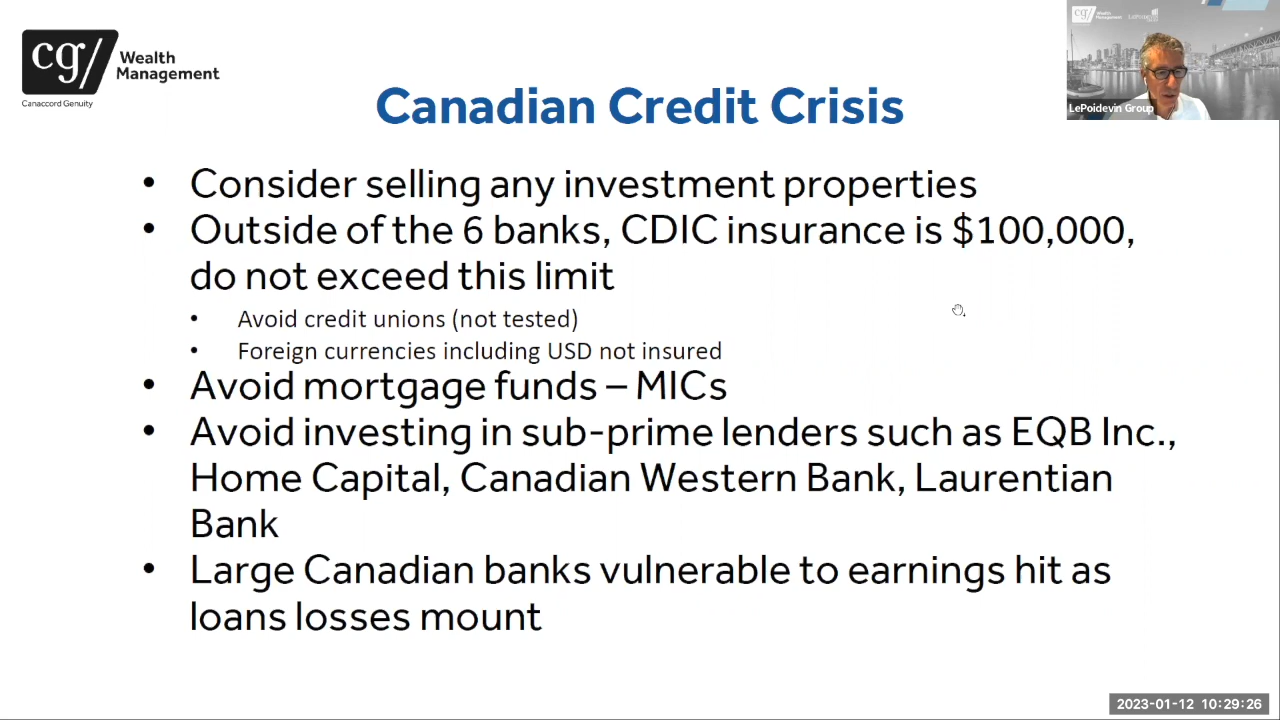 cg/ Wealth
Management
Canaccord Genuity
LePoidevin Group
Canadian Credit Crisis
• Consider selling any investment properties
• Outside of the 6 banks, CDIC insurance is $100,000,
do not exceed this limit
• Avoid credit unions (not tested)
• Foreign currencies including USD not insured
• Avoid mortgage funds – MICs
• Avoid investing in sub-prime lenders such as EQB Inc.,
Home Capital, Canadian Western Bank, Laurentian
Bank
• Large Canadian banks vulnerable to earnings hit as
loans losses mount
2023-01-12 10:29:26